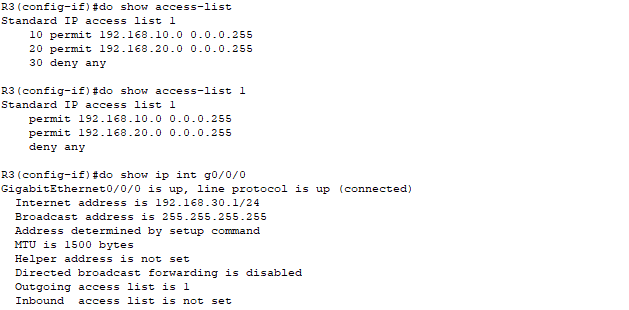 R3(config-if)#do show access-list
Standard IP access list 1
    10 permit 192.168.10.0 0.0.0.255
    20 permit 192.168.20.0 0.0.0.255
    30 deny any

R3(config-if)#do show access-list 1
Standard IP access list 1
    permit 192.168.10.0 0.0.0.255
    permit 192.168.20.0 0.0.0.255
    deny any

R3(config-if)#do show ip int g0/0/0
GigabitEthernet0/0/0 is up, line protocol is up (connected)
  Internet address is 192.168.30.1/24
  Broadcast address is 255.255.255.255
  Address determined by setup command
  MTU is 1500 bytes
  Helper address is not set
  Directed broadcast forwarding is disabled
  Outgoing access list is 1
  Inbound  access list is not set